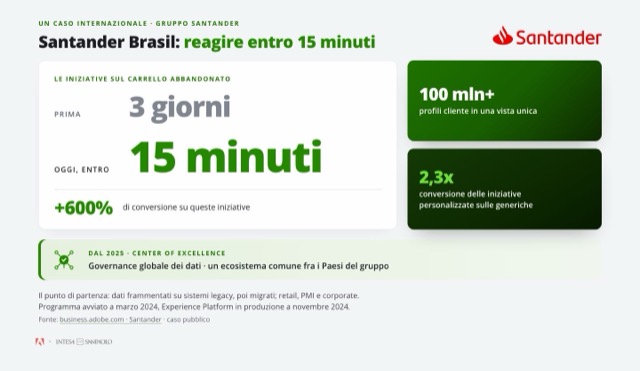 UN CASO INTERNAZIONALE · GRUPPO SANTANDER
Santander Brasil: reagire entro 15 minuti
Santander
LE INIZIATIVE SUL CARRELLO ABBANDONATO
PRIMA 3 giorni
OGGI, ENTRO 15 minuti
+600% di conversione su queste iniziative
100 mln+
profili cliente in una vista unica
2,3x
conversione delle iniziative
personalizzate sulle generiche
DAL 2025 · CENTER OF EXCELLENCE
Governance globale dei dati · un ecosistema comune fra i Paesi del gruppo
Il punto di partenza: dati frammentati su sistemi legacy, poi migrati; retail, PMI e corporate.
Programma avviato a marzo 2024, Experience Platform in produzione a novembre 2024.
Fonte: business.adobe.com · Santander · caso pubblico
INTESA SANPAOLO